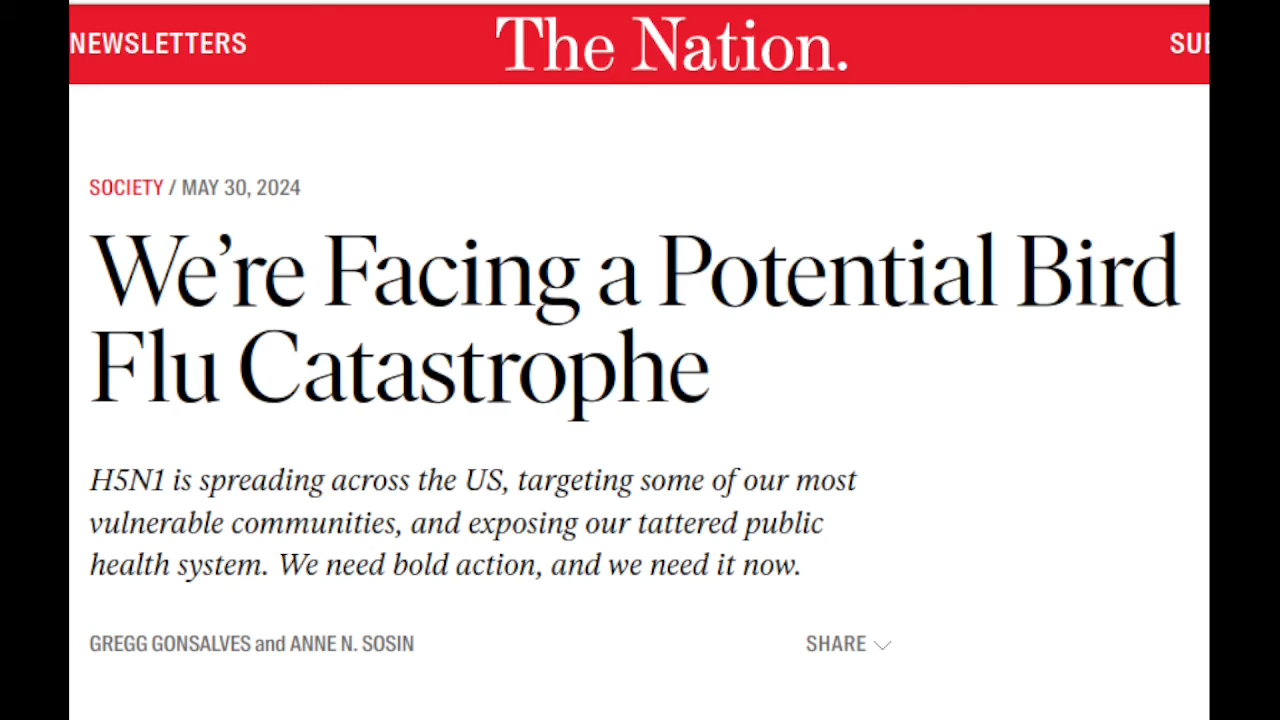 NEWSLETTERS The Nation.
SOCIETY / MAY 30, 2024
We’re Facing a Potential Bird
Flu Catastrophe
H5N1 is spreading across the US, targeting some of our most
vulnerable communities, and exposing our tattered public
health system. We need bold action, and we need it now.
GREGG GONSALVES and ANNE N. SOSIN SHARE